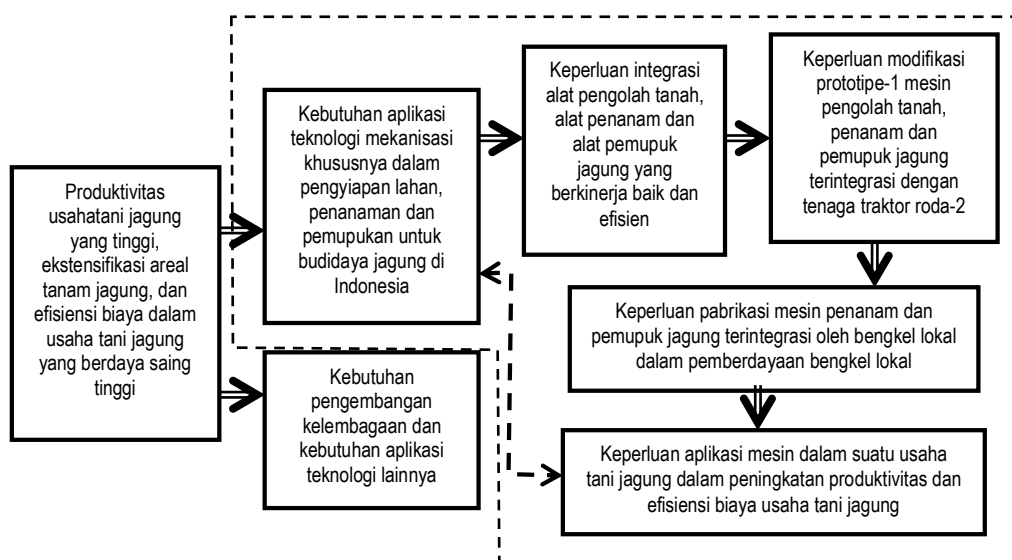 Produktivitas
usahatani jagung
yang tinggi,
ekstensifikasi areal
tanam jagung, dan
efisiensi biaya dalam
usaha tani jagung
yang berdaya saing
tinggi
Kebutuhan aplikasi
teknologi mekanisasi
khususnya dalam
pengyiapan lahan,
penanaman dan
pemupukan untuk
budidaya jagung di
Indonesia
Kebutuhan
pengembangan
kelembagaan dan
kebutuhan aplikasi
teknologi lainnya
Keperluan integrasi
alat pengolah tanah,
alat penanam dan
alat pemupuk
jagung yang
berkinerja baik dan
efisien
Keperluan modifikasi
prototipe-1 mesin
pengolah tanah,
penanam dan
pemupuk jagung
terintegrasi dengan
tenaga traktor roda-2
Keperluan pabrikasi mesin penanam dan
pemupuk jagung terintegrasi oleh bengkel lokal
dalam pemberdayaan bengkel lokal
Keperluan aplikasi mesin dalam suatu usaha
tani jagung dalam peningkatan produktivitas dan
efisiensi biaya usaha tani jagung